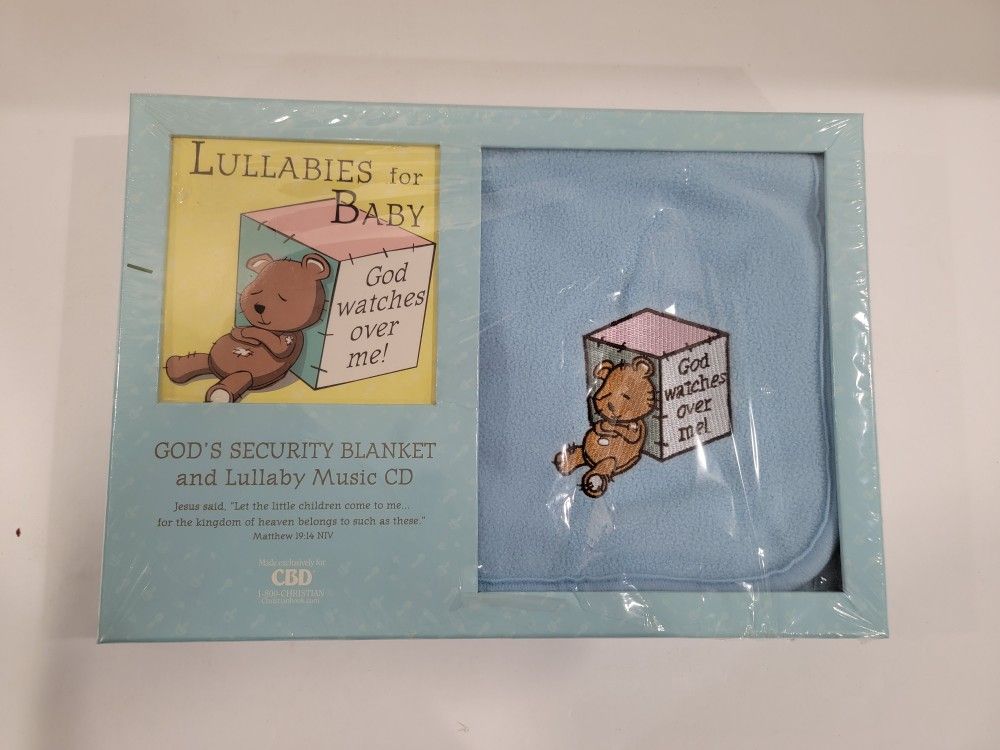 LULLABIES for
BABY
God
watches
over
me!
GOD'S SECURITY BLANKET
and Lullaby Music CD
Jesus said, "Let the little children come to me...
for the kingdom of heaven belongs to such as these."
Matthew 19:14 NIV
Made exclusively for
CBD
1-800-CHRISTIAN
Christianbook.com
God
watches
over
me!